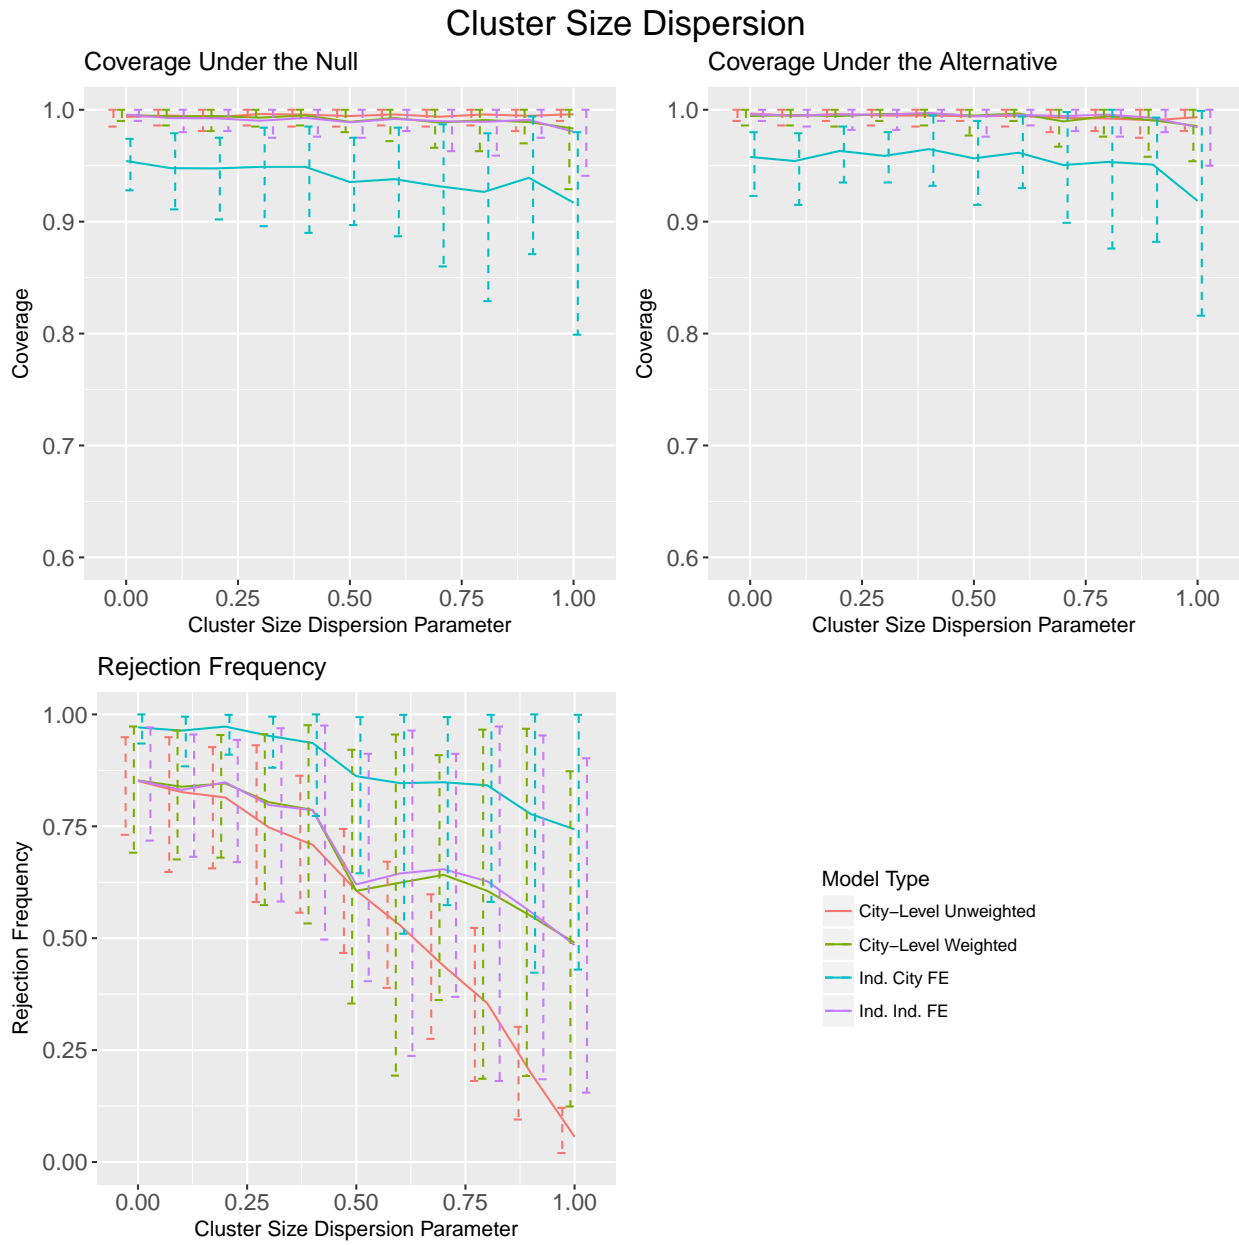 Cluster Size Dispersion
Coverage Under the Null
Coverage
1.0
0.9
0.8
0.7
0.6
0.00 0.25 0.50 0.75 1.00
Cluster Size Dispersion Parameter
Coverage Under the Alternative
Coverage
1.0
0.9
0.8
0.7
0.6
0.00 0.25 0.50 0.75 1.00
Cluster Size Dispersion Parameter
Rejection Frequency
Rejection Frequency
1.00
0.75
0.50
0.25
0.00
0.00 0.25 0.50 0.75 1.00
Cluster Size Dispersion Parameter
Model Type
City−Level Unweighted
City−Level Weighted
Ind. City FE
Ind. Ind. FE